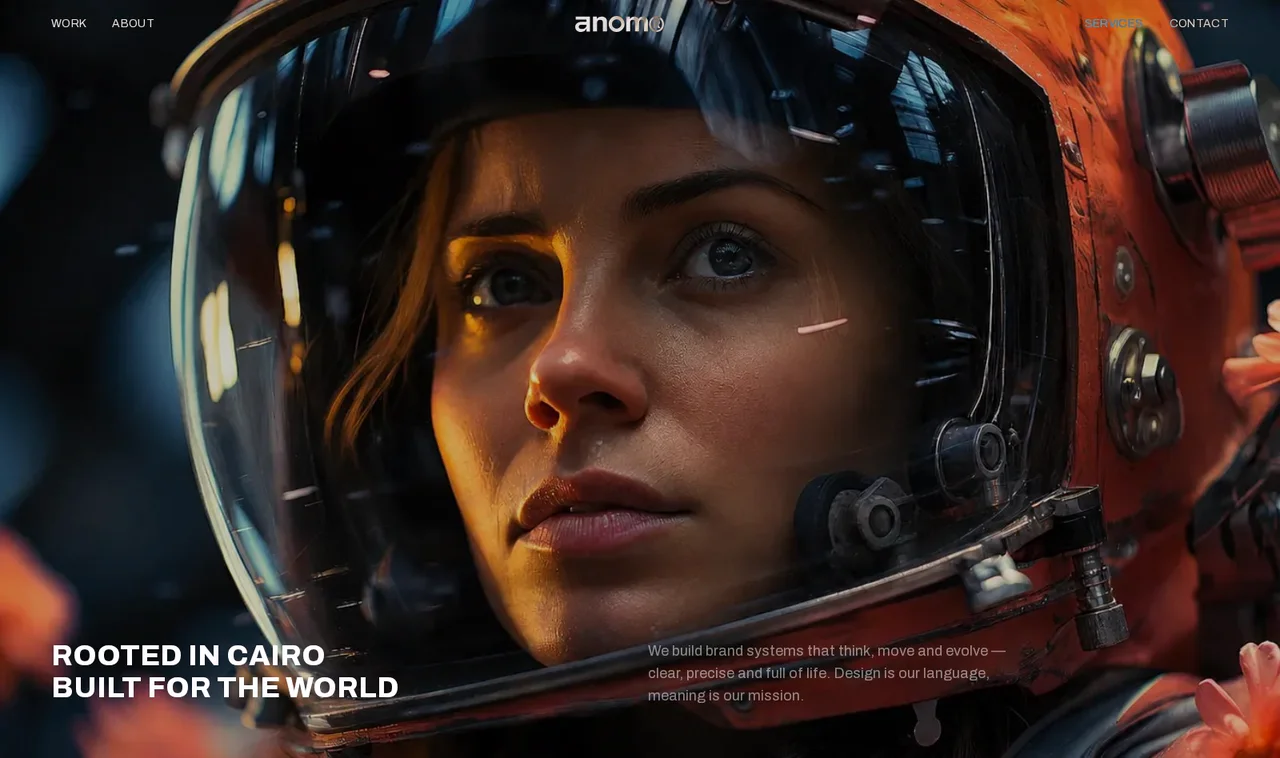 WORK
ABOUT
anomo
SERVICES
CONTACT
ROOTED IN CAIRO
BUILT FOR THE WORLD
We build brand systems that think, move and evolve —
clear, precise and full of life. Design is our language,
meaning is our mission.